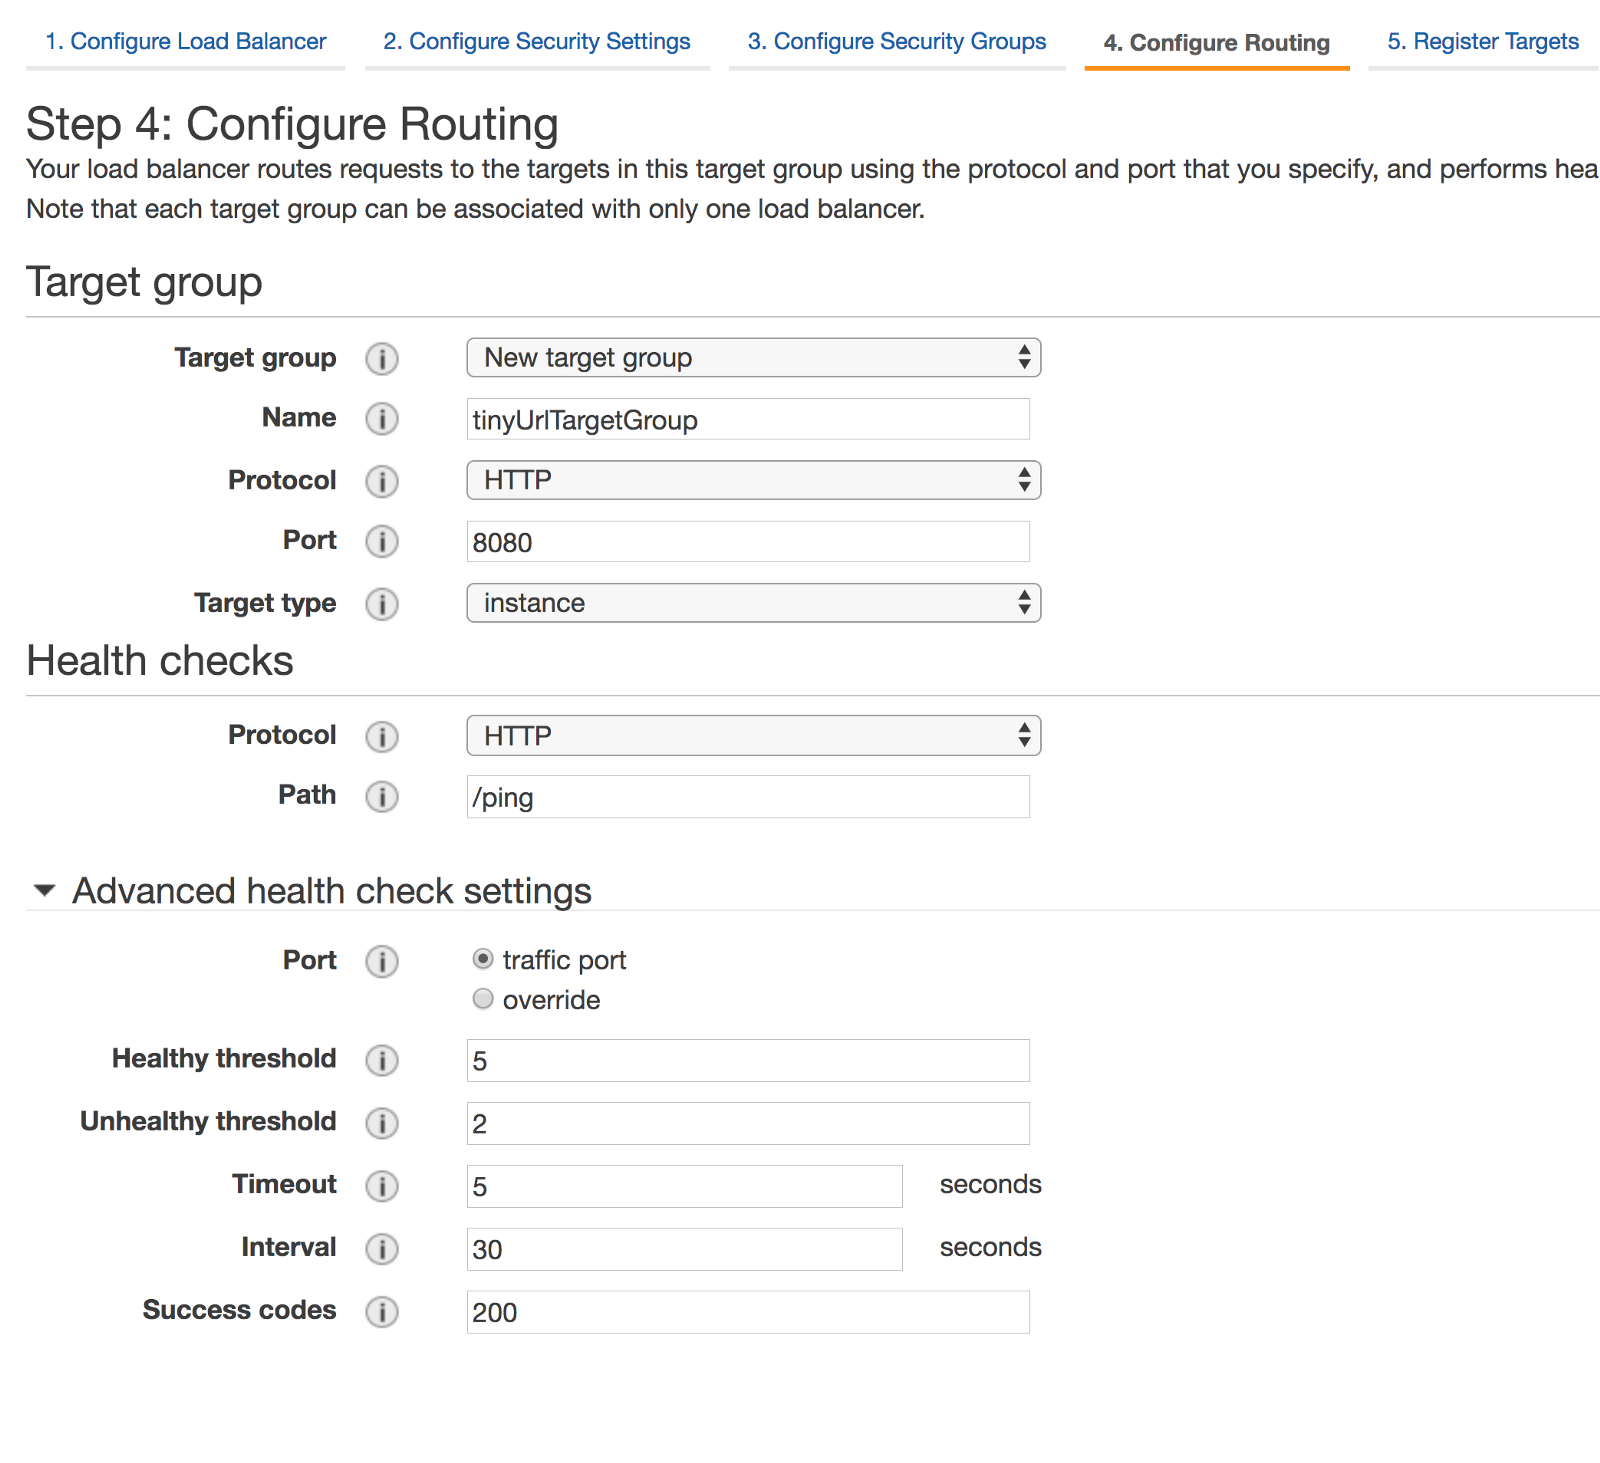 1. Configure Load Balancer 2. Configure Security Settings 3. Configure Security Groups 4. Configure Routing 5. Register Targets
Step 4: Configure Routing
Your load balancer routes requests to the targets in this target group using the protocol and port that you specify, and performs hea
Note that each target group can be associated with only one load balancer.
Target group
Target group New target group
Name tinyUrlTargetGroup
Protocol HTTP
Port 8080
Target type instance
Health checks
Protocol HTTP
Path /ping
Advanced health check settings
Port traffic port
override
Healthy threshold 5
Unhealthy threshold 2
Timeout 5 seconds
Interval 30 seconds
Success codes 200